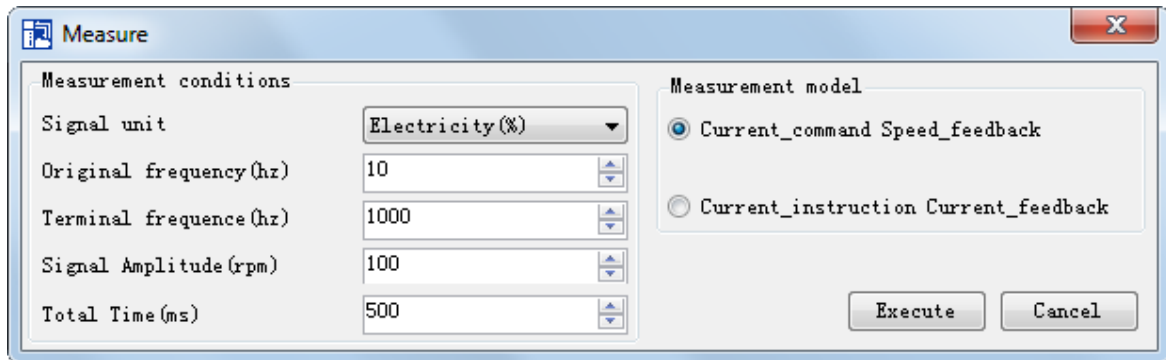 Measure
Measurement conditions
Signal unit Electricity(%)
Original frequency(hz) 10
Terminal frequence(hz) 1000
Signal Amplitude(rpm) 100
Total Time(ms) 500
Measurement model
Current_command Speed_feedback
Current_instruction Current_feedback
Execute Cancel